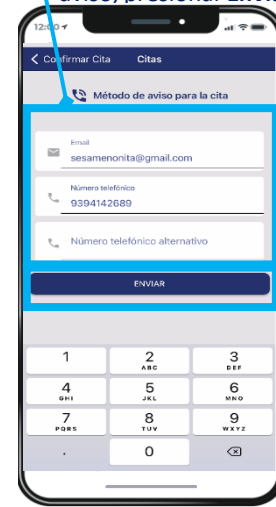 aviso, presionar Envi
12:00
Confirmar Cita Citas
Método de aviso para la cita
Email
sesamenonita@gmail.com
Número telefónico
9394142689
Número telefónico alternativo
ENVIAR
1 2 3
ABC DEF
4 5 6
GHI JKL MNO
7 8 9
PQRS TUV WXYZ
. 0